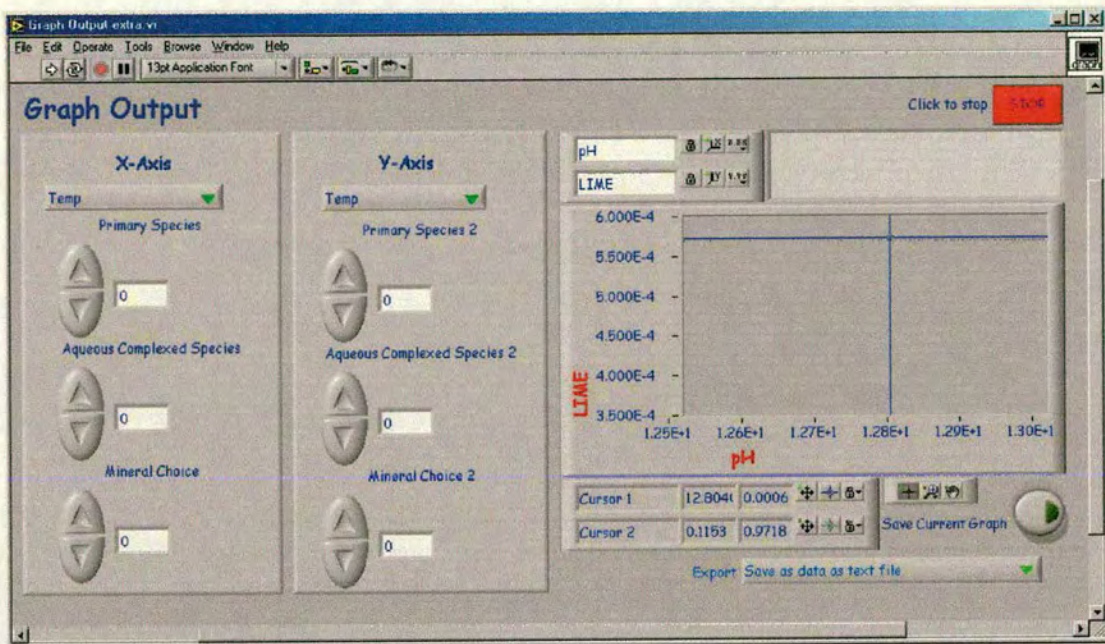 Graph Output extra.vi
File Edit Operate Tools Browse Window Help
13pt Application Font
Graph Output
Click to stop
STOP
X-Axis
Temp
Primary Species
0
Aqueous Complexed Species
0
Mineral Choice
0
Y-Axis
Temp
Primary Species 2
0
Aqueous Complexed Species 2
0
Mineral Choice 2
0
pH
LIME
6.000E-4
5.500E-4
5.000E-4
4.500E-4
4.000E-4
3.500E-4
LIME
1.25E+1 1.26E+1 1.27E+1 1.28E+1 1.29E+1 1.30E+1
pH
Cursor 1 12.804 0.0006
Cursor 2 0.1153 0.9718
Save Current Graph
Export Save as data as text file